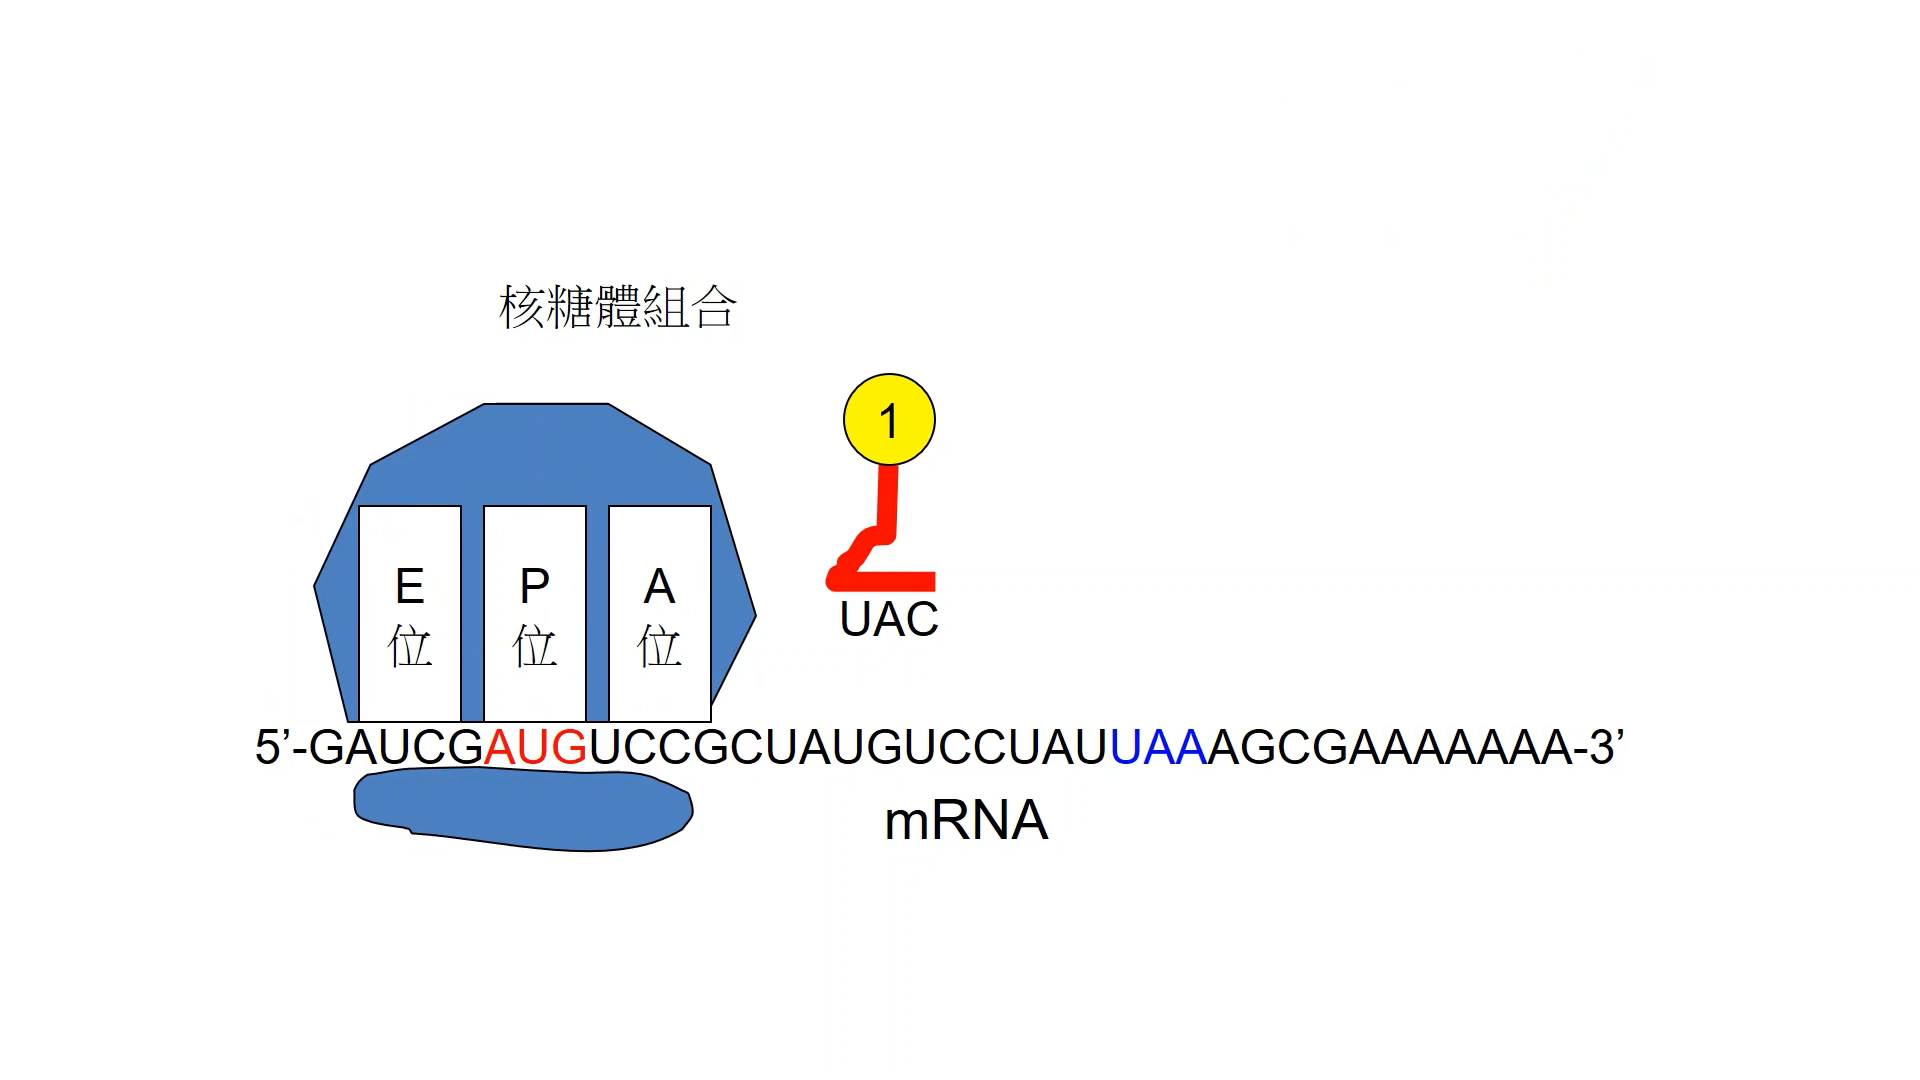 核糖體組合
1
E
位
P
位
A
位
UAC
5’-GAUCGAUGUCCGCUAUGUCCUAUUAAAGCGAAAAAAA-3’
mRNA